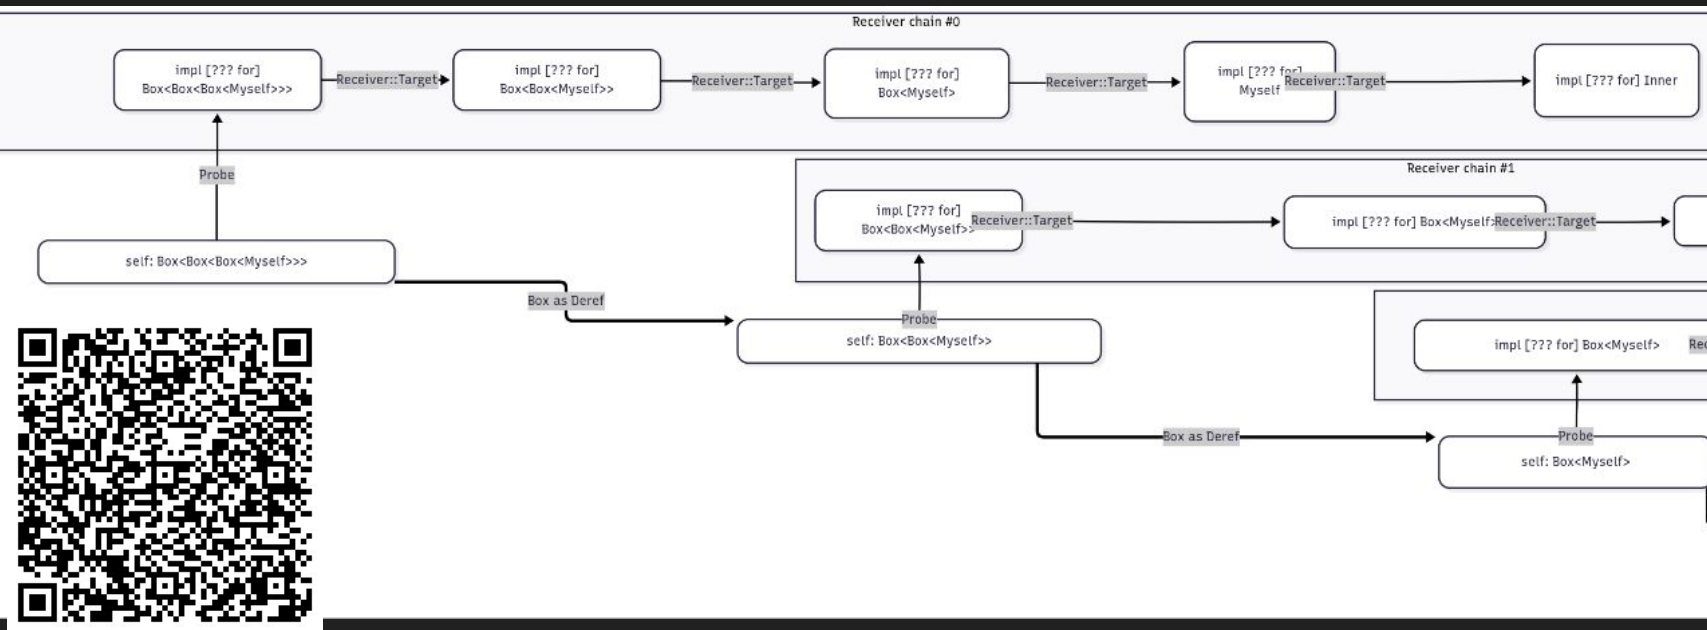 Receiver chain #0
impl [??? for]
Box<Box<Box<Myself>>>
Receiver::Target
impl [??? for]
Box<Box<Myself>>
Receiver::Target
impl [??? for]
Box<Myself>
Receiver::Target
impl [??? for]
Myself
Receiver::Target
impl [??? for] Inner
Probe
Receiver chain #1
impl [??? for]
Box<Box<Myself>>
Receiver::Target
impl [??? for] Box<Myself>
Receiver::Target
self: Box<Box<Box<Myself>>>
Box as Deref
Probe
self: Box<Box<Myself>>
impl [??? for] Box<Myself>
Rec
Box as Deref
Probe
self: Box<Myself>